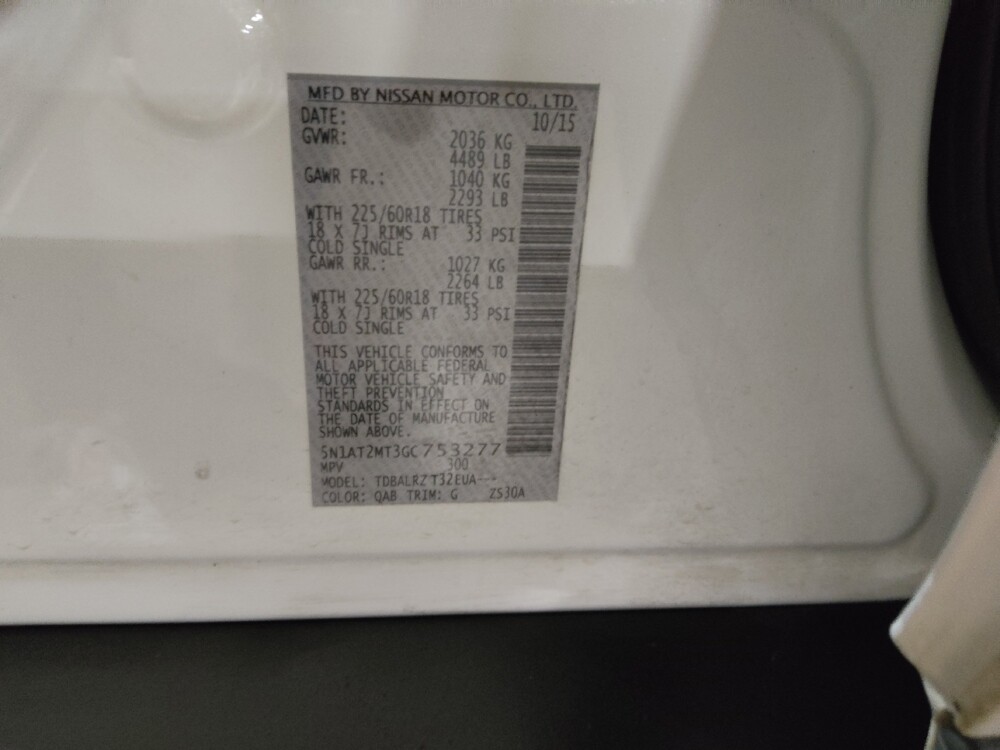 MFD BY NISSAN MOTOR CO., LTD.
DATE: 10/15
GVWR: 2036 KG
4489 LB
GAWR FR.: 1040 KG
2293 LB
WITH 225/60R18 TIRES
18 X 7J RIMS AT 33 PSI
COLD SINGLE
GAWR RR.: 1027 KG
2264 LB
WITH 225/60R18 TIRES
18 X 7J RIMS AT 33 PSI
COLD SINGLE
THIS VEHICLE CONFORMS TO
ALL APPLICABLE FEDERAL
MOTOR VEHICLE SAFETY AND
THEFT PREVENTION
STANDARDS IN EFFECT ON
THE DATE OF MANUFACTURE
SHOWN ABOVE.
5N1AT2MT3GC753277
MPV 300
MODEL: TDBALRZ T32EUA---
COLOR: QAB TRIM: G ZS30A